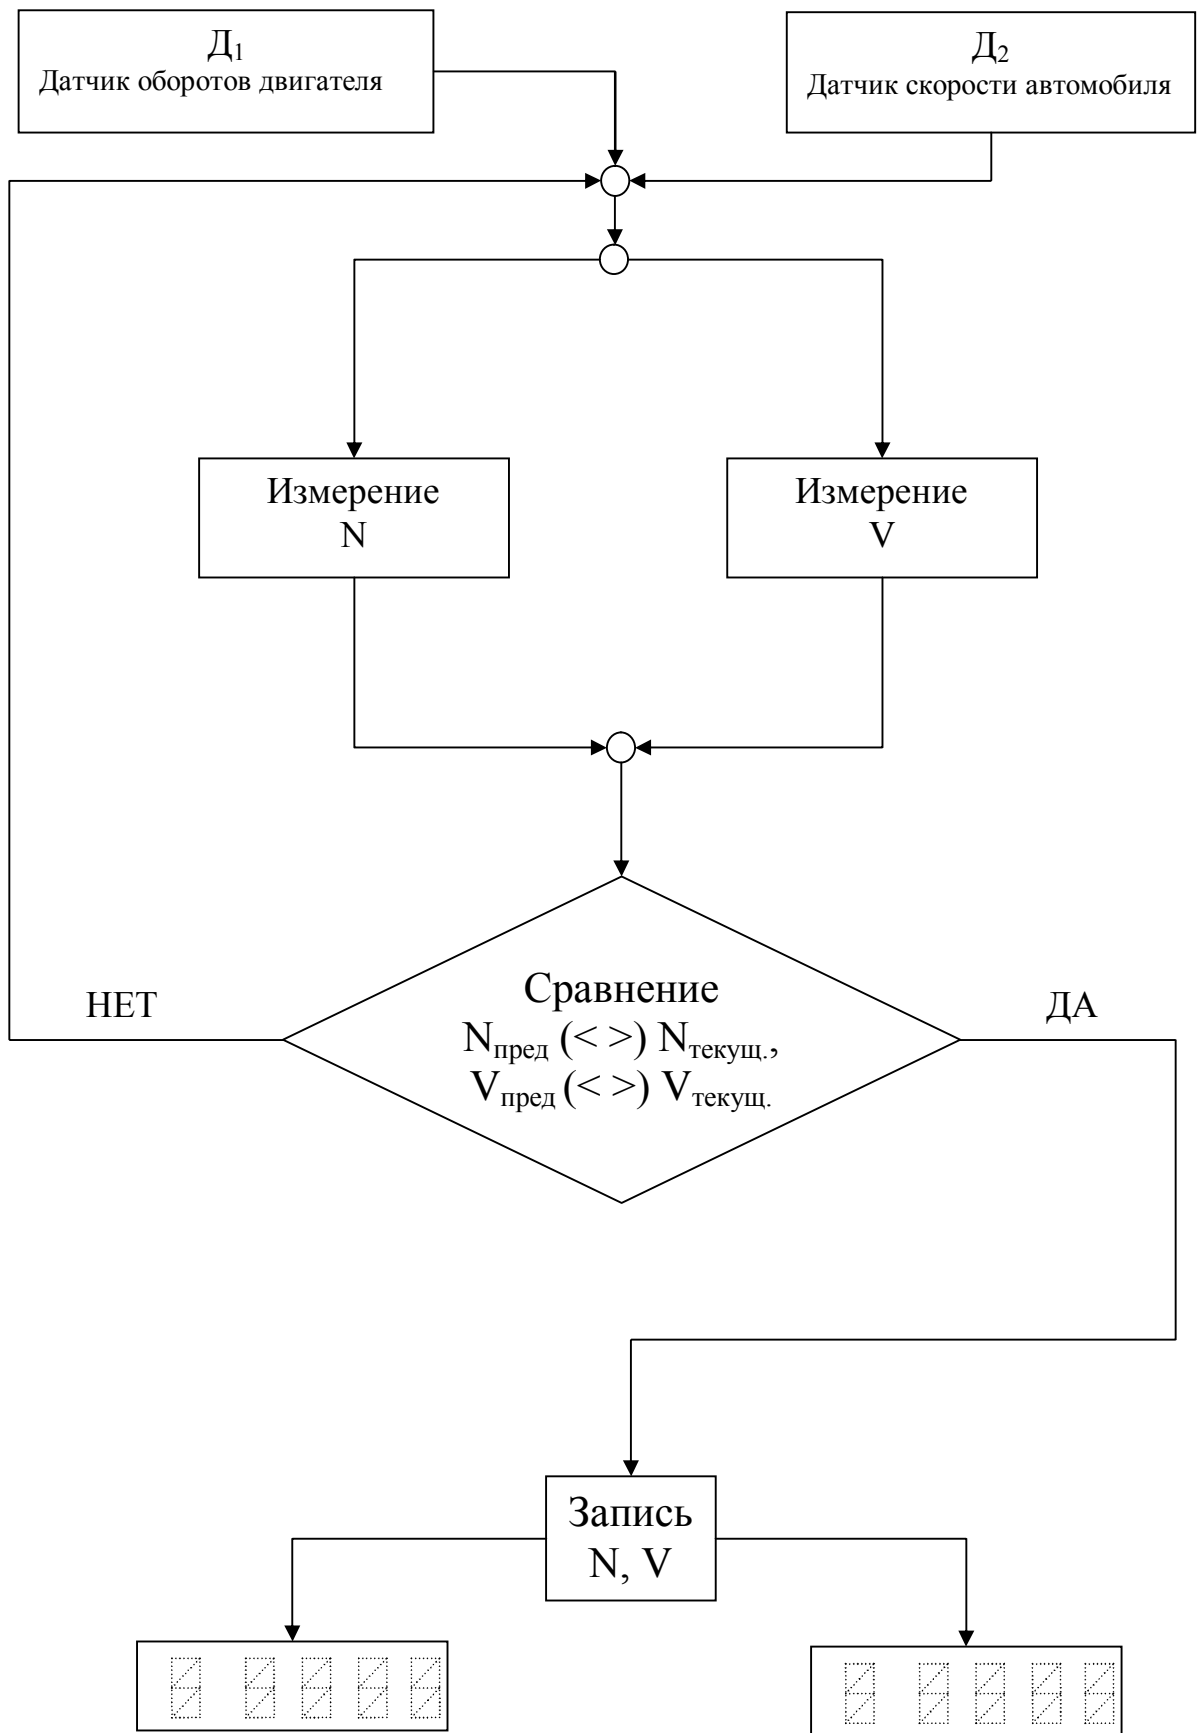 Д1
Датчик оборотов двигателя
Д2
Датчик скорости автомобиля
Измерение
N
Измерение
V
Сравнение
Nпред (< >) Nтекущ.,
Vпред (< >) Vтекущ.
НЕТ
ДА
Запись
N, V